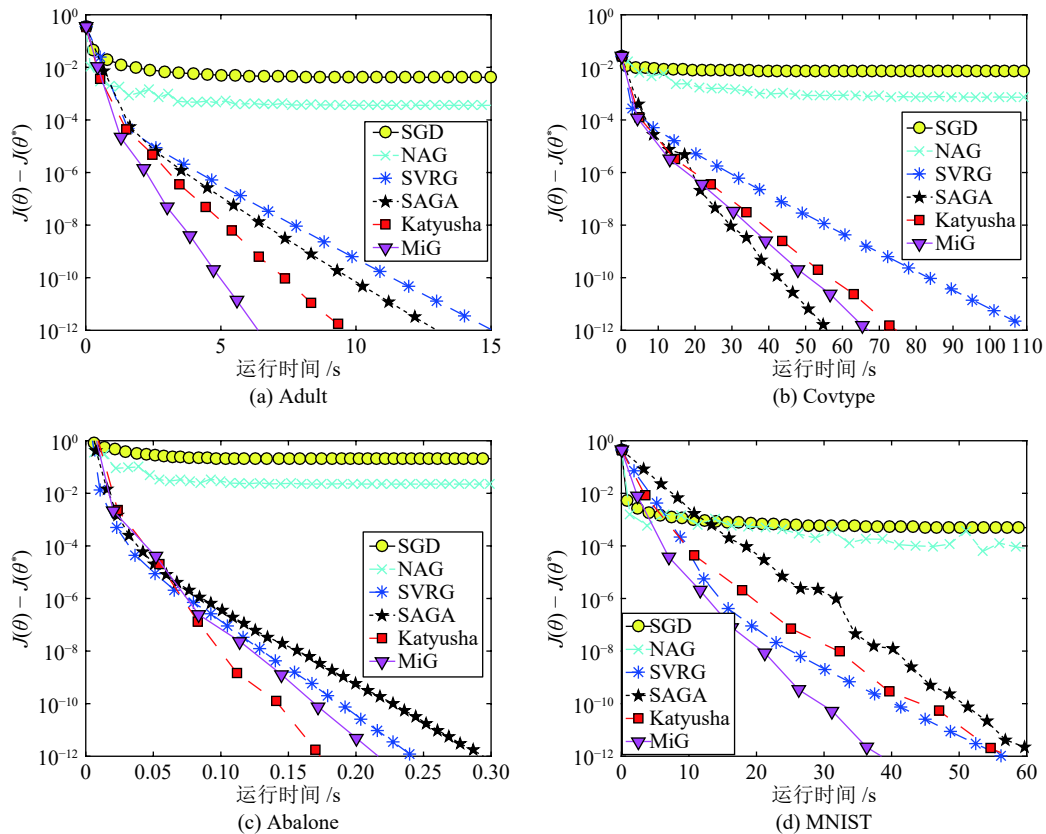 10^0
10^−2
10^−4
10^−6
10^−8
10^−10
10^−12
J(θ) − J(θ*)
SGD
NAG
SVRG
SAGA
Katyusha
MiG
0 5 10 15
运行时间 /s
(a) Adult
10^0
10^−2
10^−4
10^−6
10^−8
10^−10
10^−12
J(θ) − J(θ*)
SGD
NAG
SVRG
SAGA
Katyusha
MiG
0 10 20 30 40 50 60 70 80 90 100 110
运行时间 /s
(b) Covtype
10^0
10^−2
10^−4
10^−6
10^−8
10^−10
10^−12
J(θ) − J(θ*)
SGD
NAG
SVRG
SAGA
Katyusha
MiG
0 0.05 0.10 0.15 0.20 0.25 0.30
运行时间 /s
(c) Abalone
10^0
10^−2
10^−4
10^−6
10^−8
10^−10
10^−12
J(θ) − J(θ*)
SGD
NAG
SVRG
SAGA
Katyusha
MiG
0 10 20 30 40 50 60
运行时间 /s
(d) MNIST